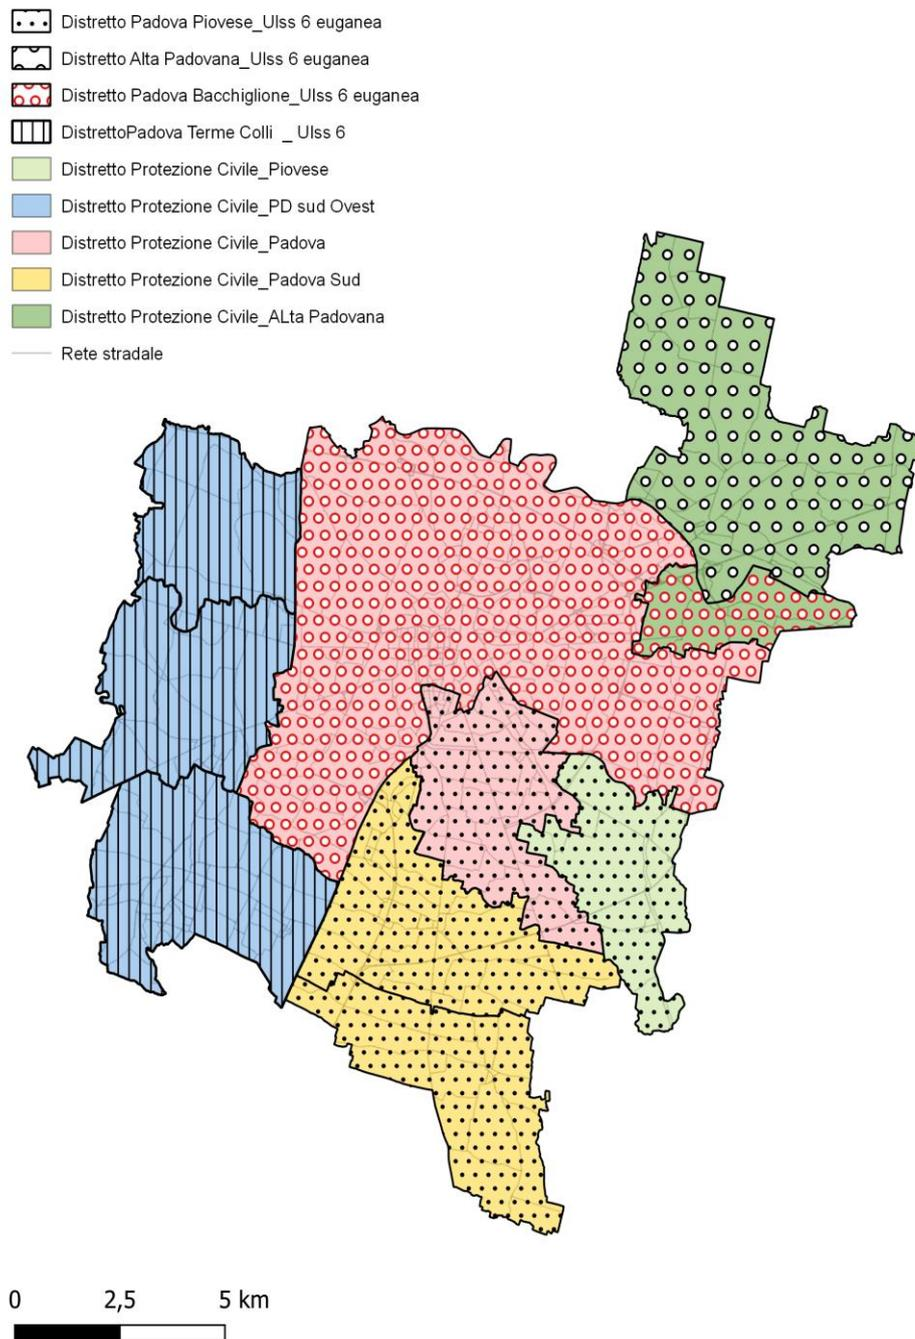 Distretto Padova Piovese_Ulss 6 euganea
Distretto Alta Padovana_Ulss 6 euganea
Distretto Padova Bacchiglione_Ulss 6 euganea
DistrettoPadova Terme Colli _ Ulss 6
Distretto Protezione Civile_Piovese
Distretto Protezione Civile_PD sud Ovest
Distretto Protezione Civile_Padova
Distretto Protezione Civile_Padova Sud
Distretto Protezione Civile_ALta Padovana
Rete stradale
0 2,5 5 km